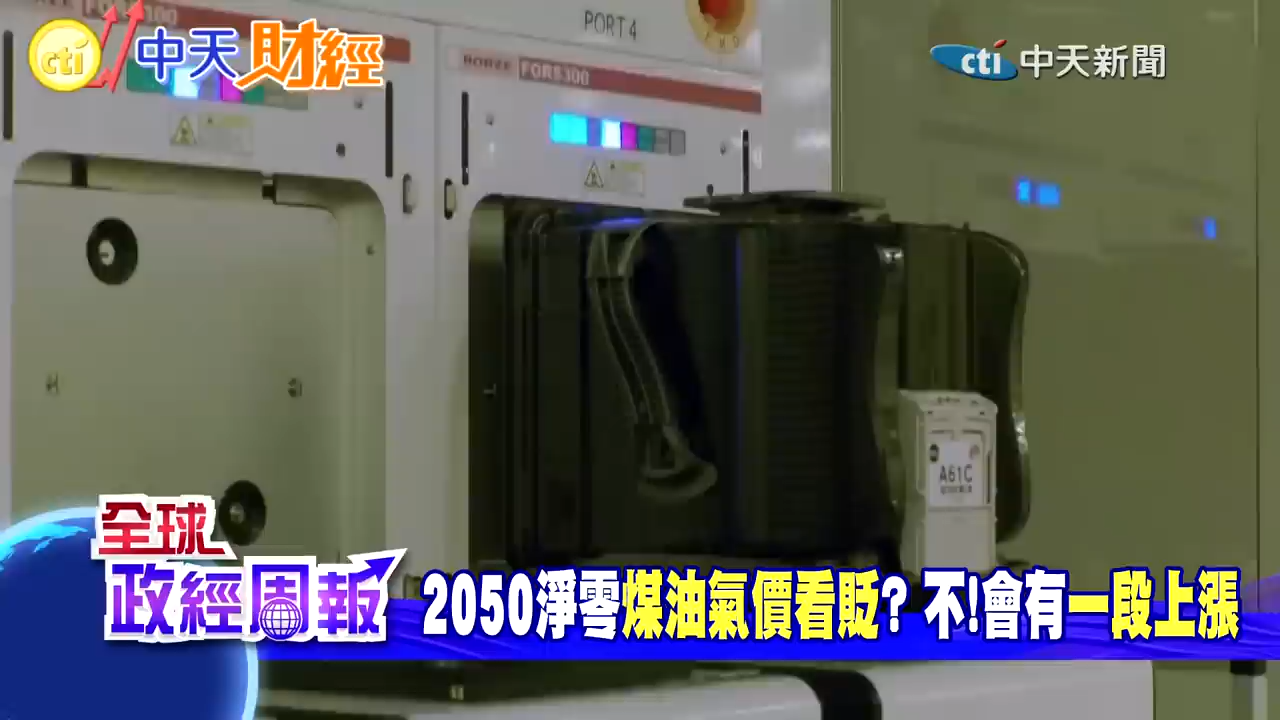 FORS300
PORT 4
cti 中天財經
cti 中天新聞
FORS300
A61C
全球
政經周報
2050淨零煤油氣價看貶？不！會有一段上漲